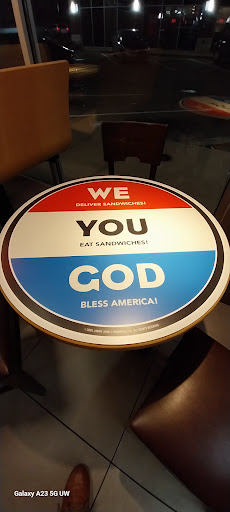 WE
DELIVER SANDWICHES!
YOU
EAT SANDWICHES!
GOD
BLESS AMERICA!
Galaxy A23 5G UW